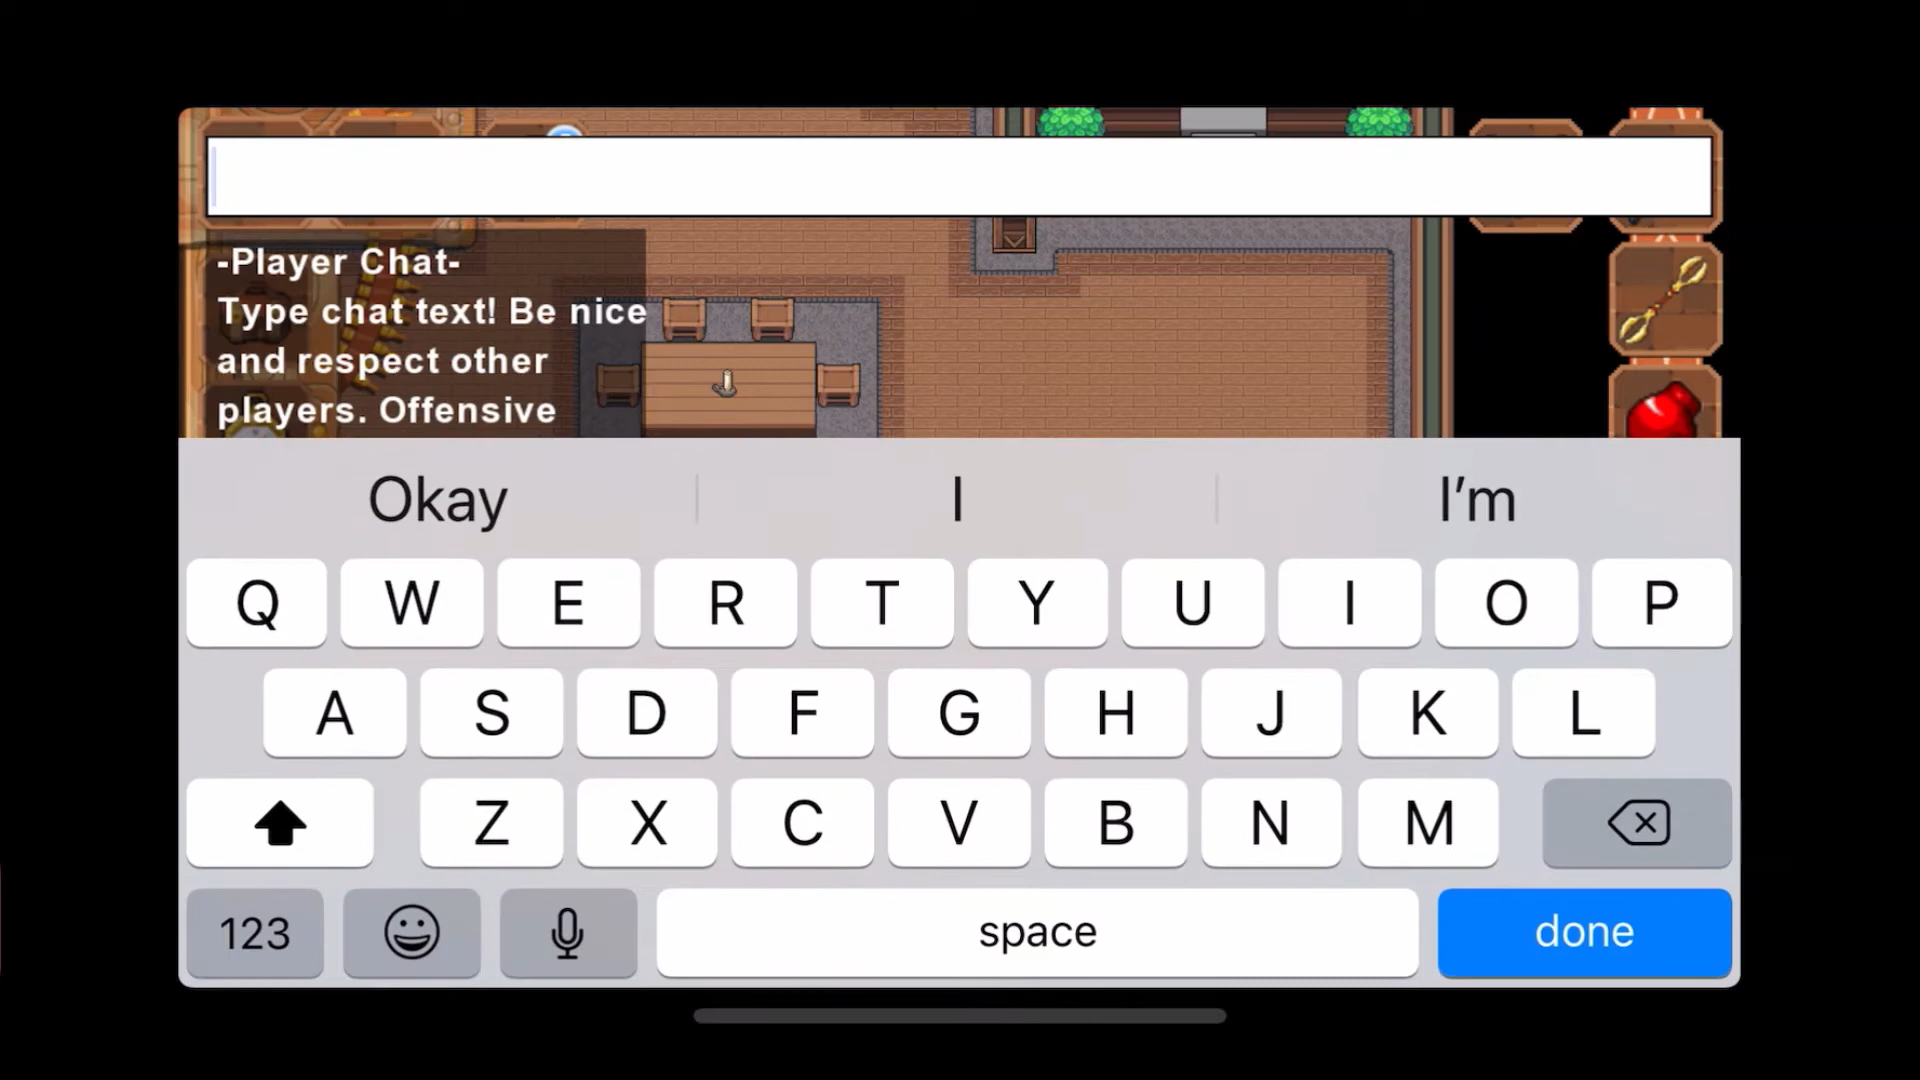 -Player Chat-
Type chat text! Be nice
and respect other
players. Offensive
Okay I I'm
Q W E R T Y U I O P
A S D F G H J K L
Z X C V B N M
123 space done